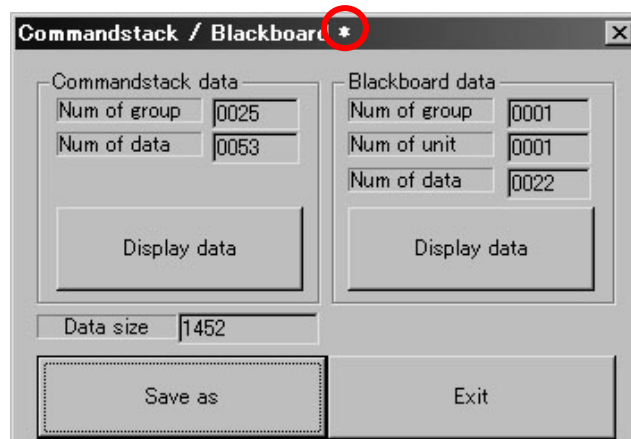 Commandstack / Blackboard *
Commandstack data
Num of group 0025
Num of data 0053
Display data
Blackboard data
Num of group 0001
Num of unit 0001
Num of data 0022
Display data
Data size 1452
Save as
Exit